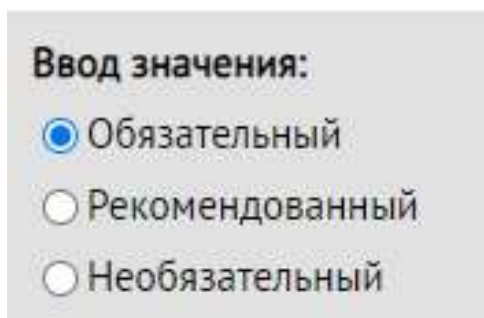 Ввод значения:
Обязательный
Рекомендованный
Необязательный